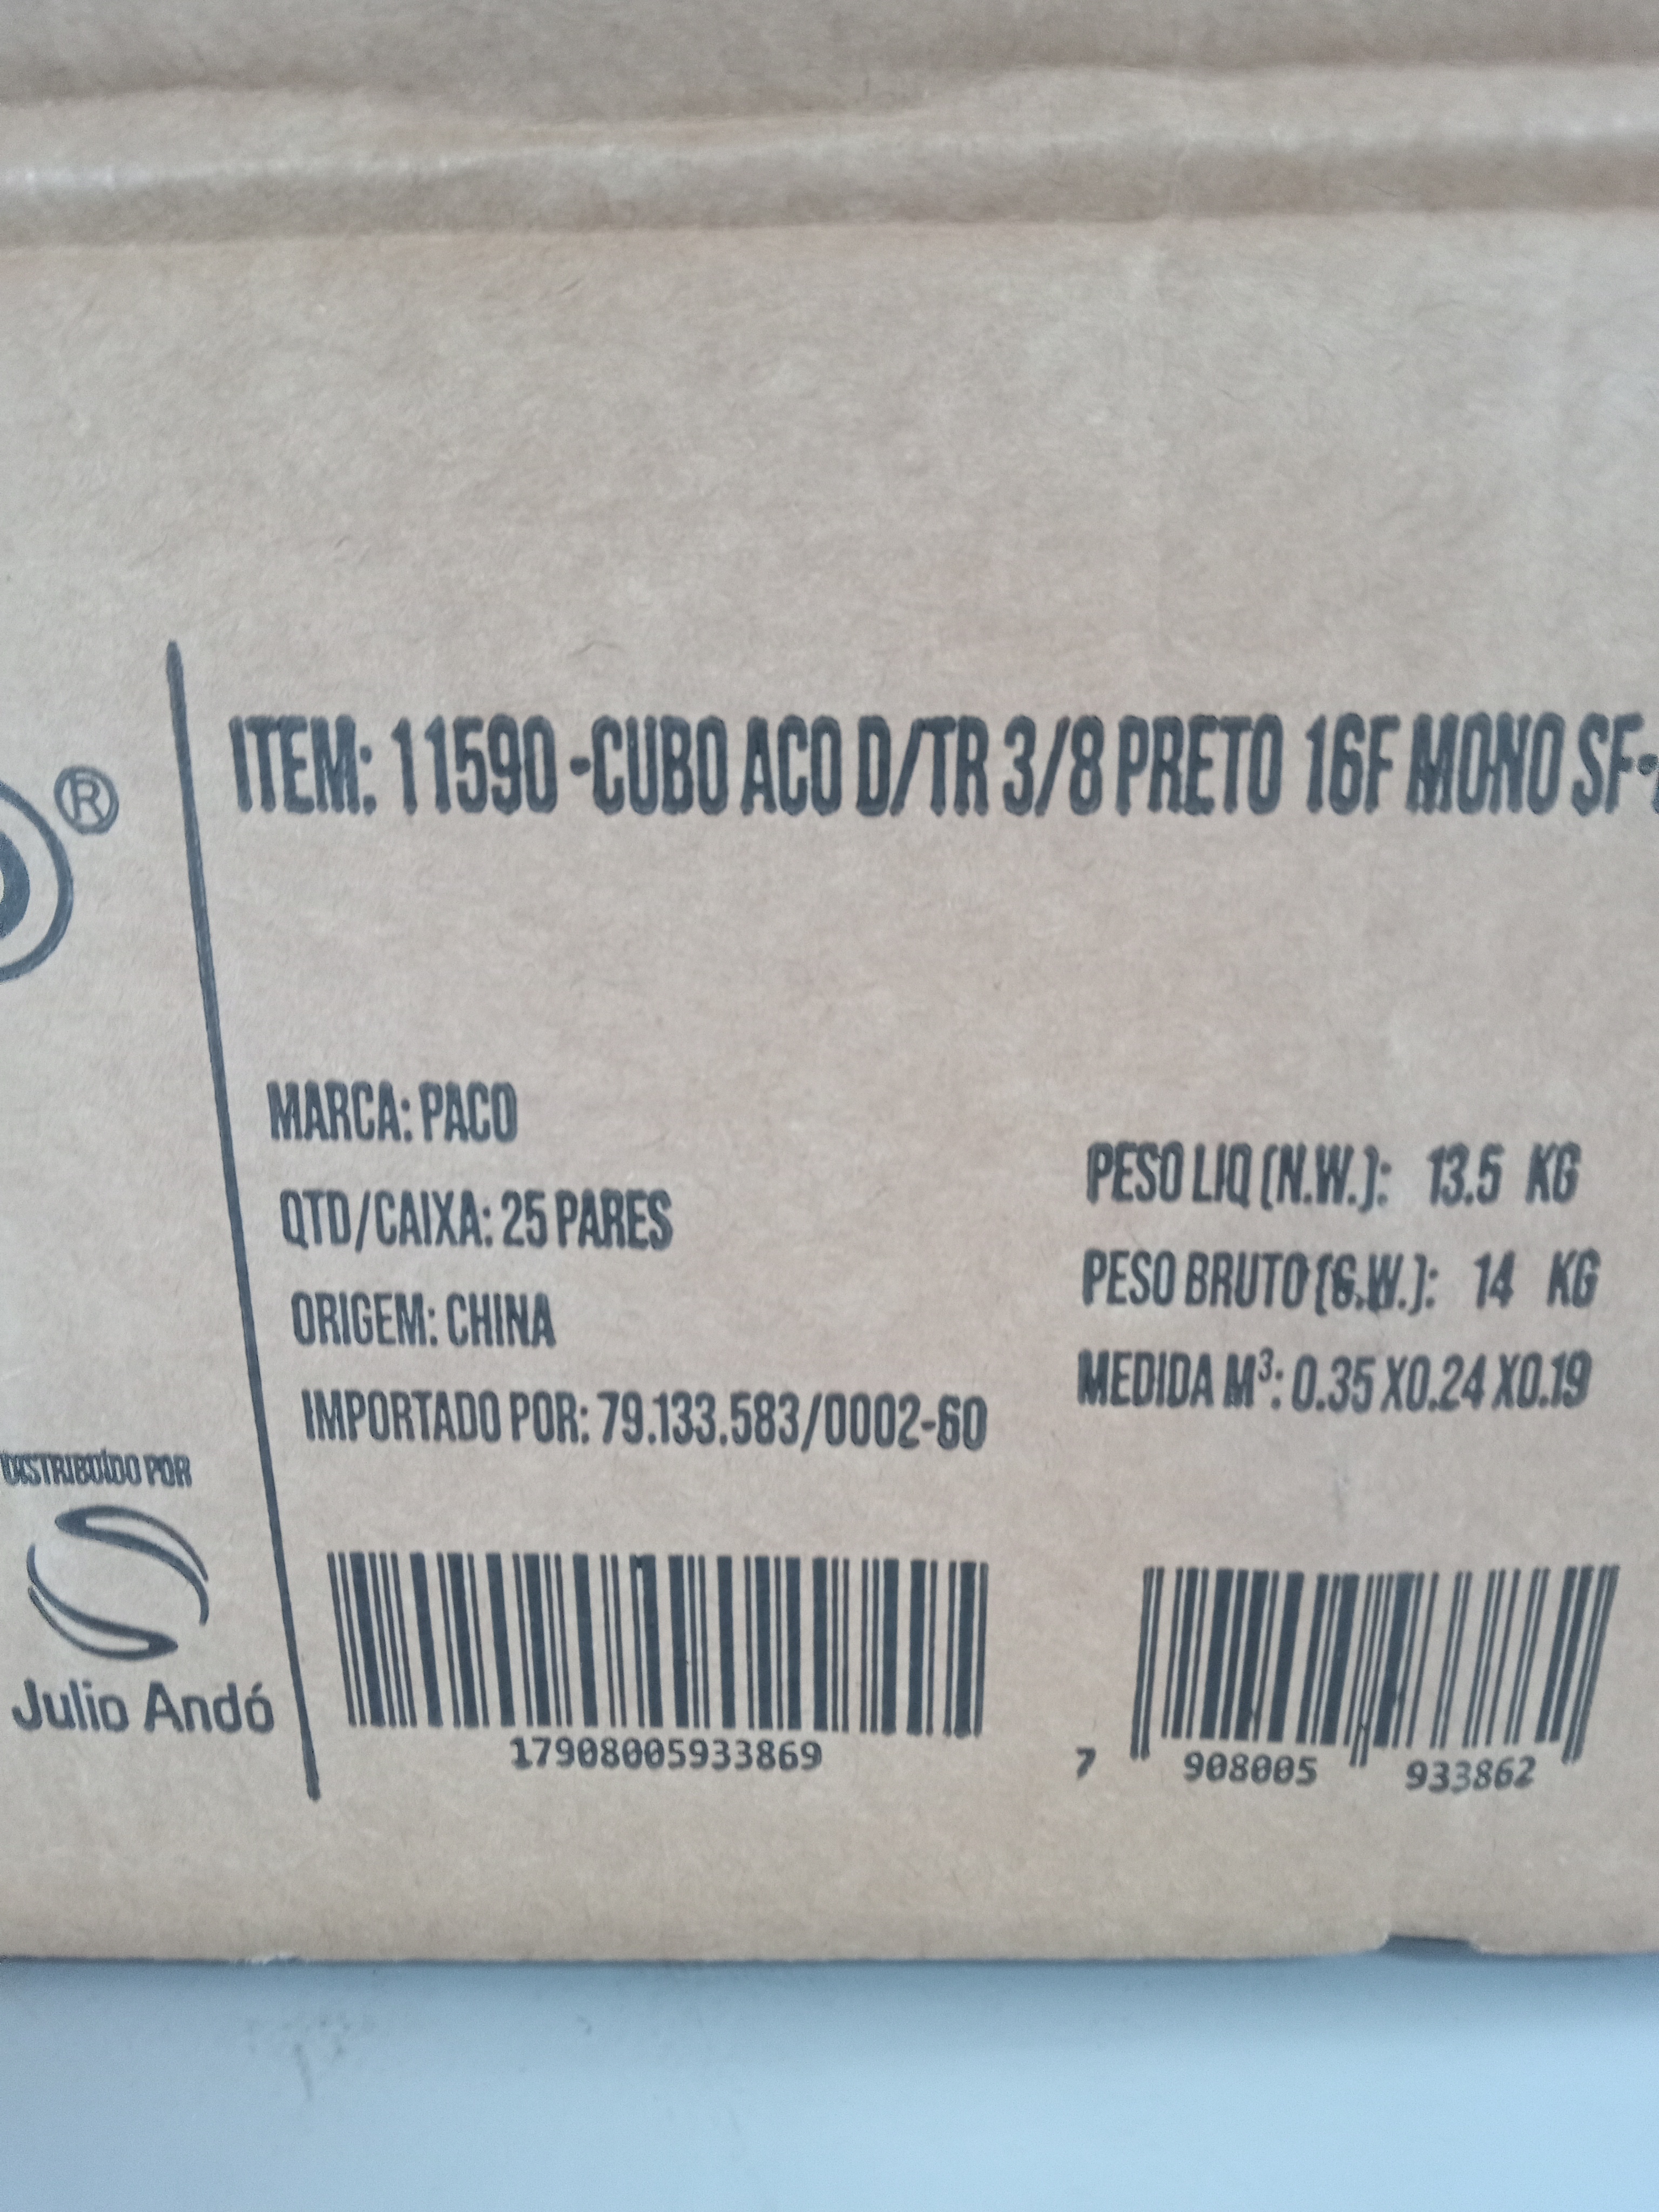 ®
ITEM: 11590 -CUBO ACO D/TR 3/8 PRETO 16F MONO SF-
MARCA: PACO
QTD/CAIXA: 25 PARES
ORIGEM: CHINA
IMPORTADO POR: 79.133.583/0002-60
PESO LIQ (N.W.): 13.5 KG
PESO BRUTO (G.W.): 14 KG
MEDIDA M³: 0.35 X0.24 X0.19
DISTRIBUÍDO POR
Julio Andó
17908005933869
7 908005 933862